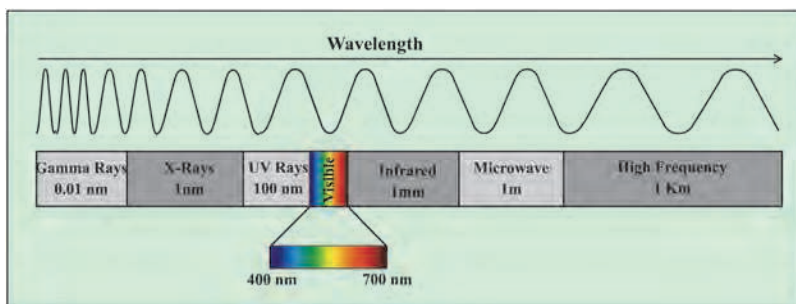 Wavelength
Gamma Rays
0.01 nm
X-Rays
1nm
UV Rays
100 nm
Visible
Infrared
1mm
Microwave
1m
High Frequency
1 Km
400 nm
700 nm